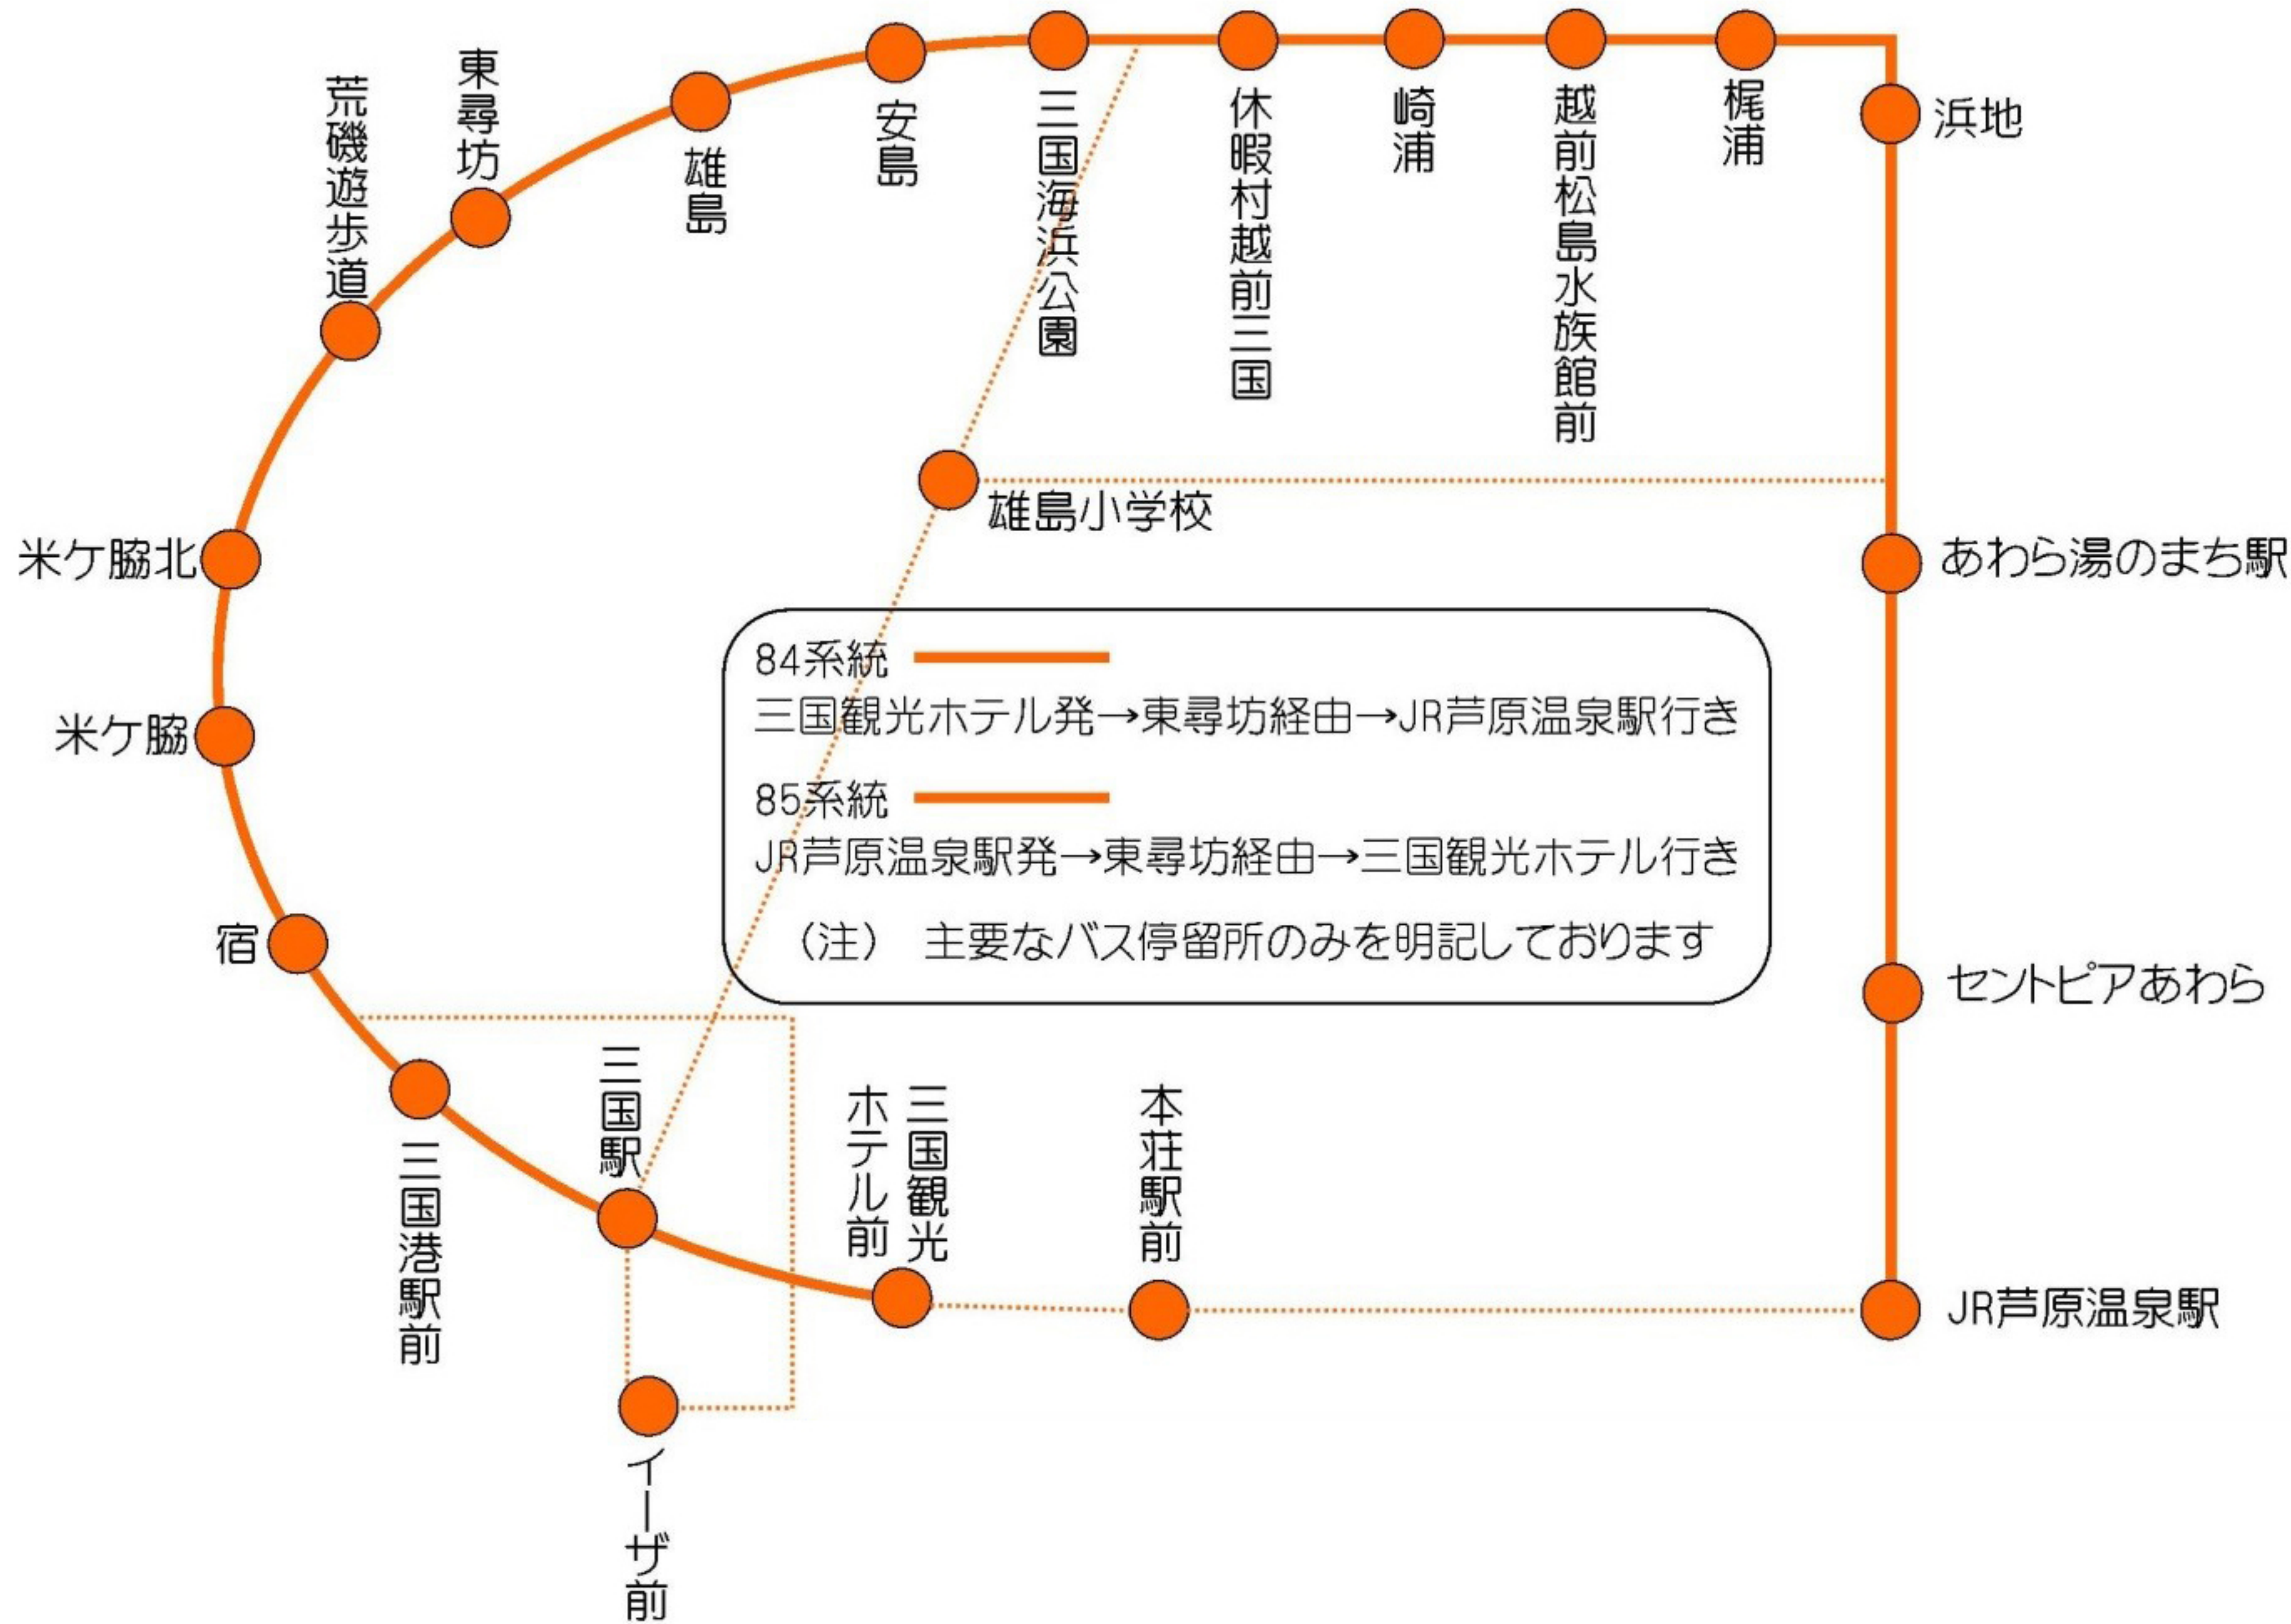 東尋坊
荒磯遊歩道
雄島
安島
三国海浜公園
休暇村越前三国
崎浦
越前松島水族館前
梶浦
浜地
雄島小学校
あわら湯のまち駅
米ケ脇北
米ケ脇
宿
84系統
三国観光ホテル発→東尋坊経由→JR芦原温泉駅行き
85系統
JR芦原温泉駅発→東尋坊経由→三国観光ホテル行き
（注）　主要なバス停留所のみを明記しております
セントピアあわら
三国港駅前
三国駅
三国観光
ホテル前
本荘駅前
JR芦原温泉駅
イーザ前